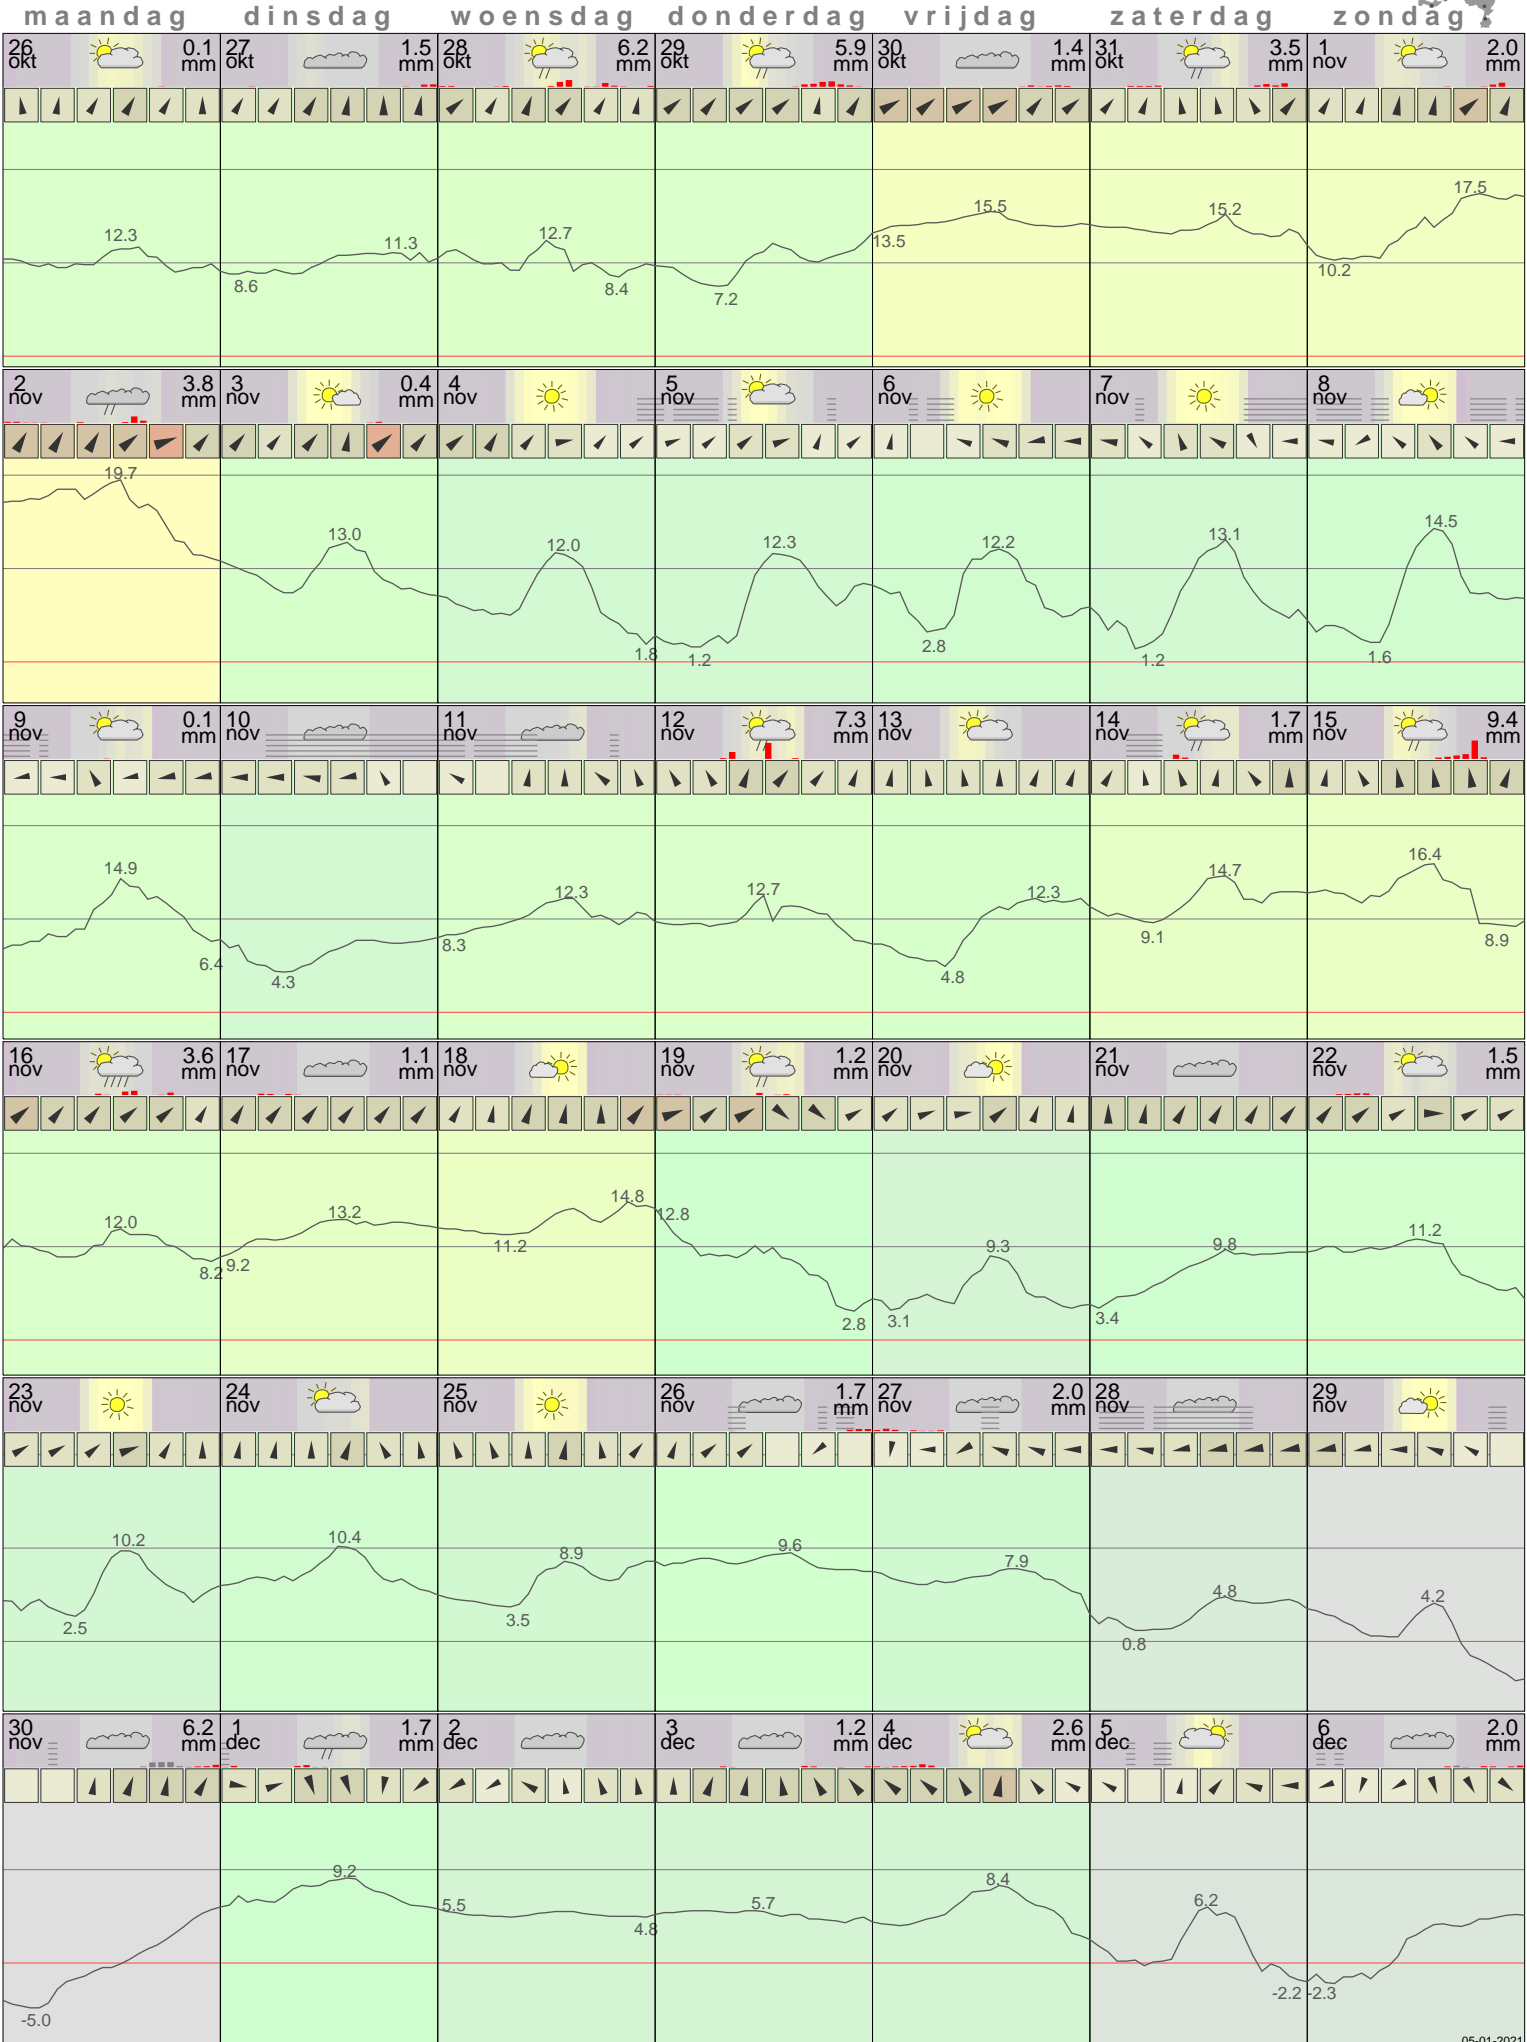 maandag dinsdag woensdag donderdag vrijdag zaterdag zondag
26 0.1 27 1.5 28 6.2 29 5.9 30 1.4 31 3.5 1 2.0
okt mm okt mm okt mm okt mm okt mm okt mm nov mm
12.3 8.6 11.3 12.7 8.4 7.2 13.5 15.5 15.2 10.2 17.5
2 3.8 3 0.4 4 5 6 7 8
nov mm nov mm nov nov nov nov nov
19.7 13.0 12.0 1.8 1.2 12.3 2.8 12.2 1.2 13.1 1.6 14.5
9 0.1 10 11 12 7.3 13 14 1.7 15 9.4
nov mm nov nov nov mm nov nov mm nov mm
14.9 6.4 4.3 8.3 12.3 12.7 4.8 12.3 9.1 14.7 16.4 8.9
16 3.6 17 1.1 18 19 1.2 20 21 22 1.5
nov mm nov mm nov nov mm nov nov nov mm
12.0 8.2 9.2 13.2 11.2 14.8 12.8 2.8 3.1 9.3 3.4 9.8 11.2
23 24 25 26 1.7 27 2.0 28 29
nov nov nov nov mm nov mm nov nov
2.5 10.2 10.4 3.5 8.9 9.6 7.9 0.8 4.8 4.2
30 6.2 1 1.7 2 3 1.2 4 2.6 5 6 2.0
nov mm dec mm dec dec mm dec mm dec dec mm
-5.0 9.2 5.5 4.8 5.7 8.4 6.2 -2.2 -2.3
05-01-2021